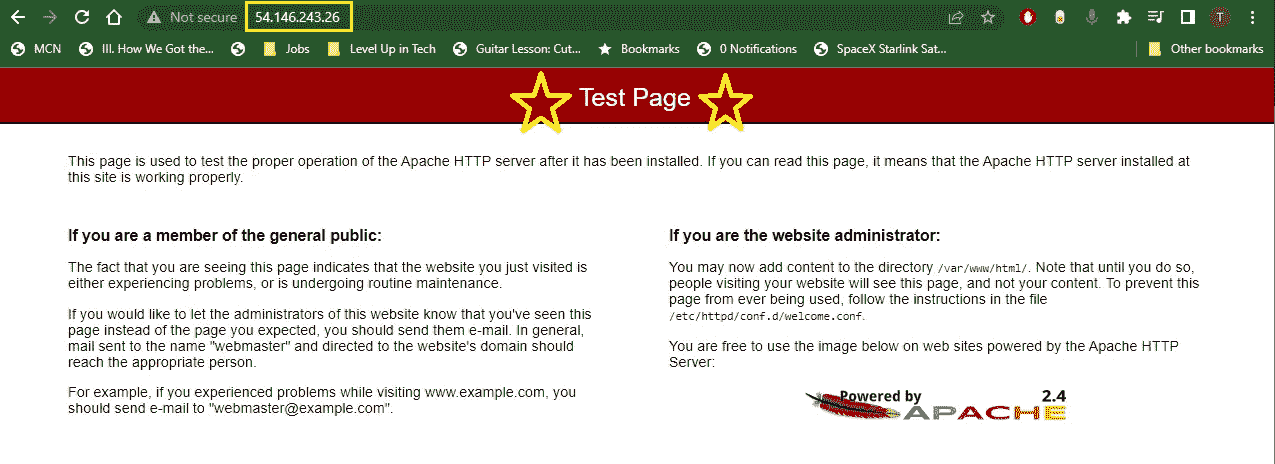 Not secure 54.146.243.26
MCN III. How We Got the... Jobs Level Up in Tech Guitar Lesson: Cut... Bookmarks 0 Notifications SpaceX Starlink Sat... Other bookmarks
Test Page
This page is used to test the proper operation of the Apache HTTP server after it has been installed. If you can read this page, it means that the Apache HTTP server installed at
this site is working properly.
If you are a member of the general public:
The fact that you are seeing this page indicates that the website you just visited is
either experiencing problems, or is undergoing routine maintenance.
If you would like to let the administrators of this website know that you've seen this
page instead of the page you expected, you should send them e-mail. In general,
mail sent to the name "webmaster" and directed to the website's domain should
reach the appropriate person.
For example, if you experienced problems while visiting www.example.com, you
should send e-mail to "webmaster@example.com".
If you are the website administrator:
You may now add content to the directory /var/www/html/. Note that until you do so,
people visiting your website will see this page, and not your content. To prevent this
page from ever being used, follow the instructions in the file
/etc/httpd/conf.d/welcome.conf.
You are free to use the image below on web sites powered by the Apache HTTP
Server:
Powered by 2.4
APACHE